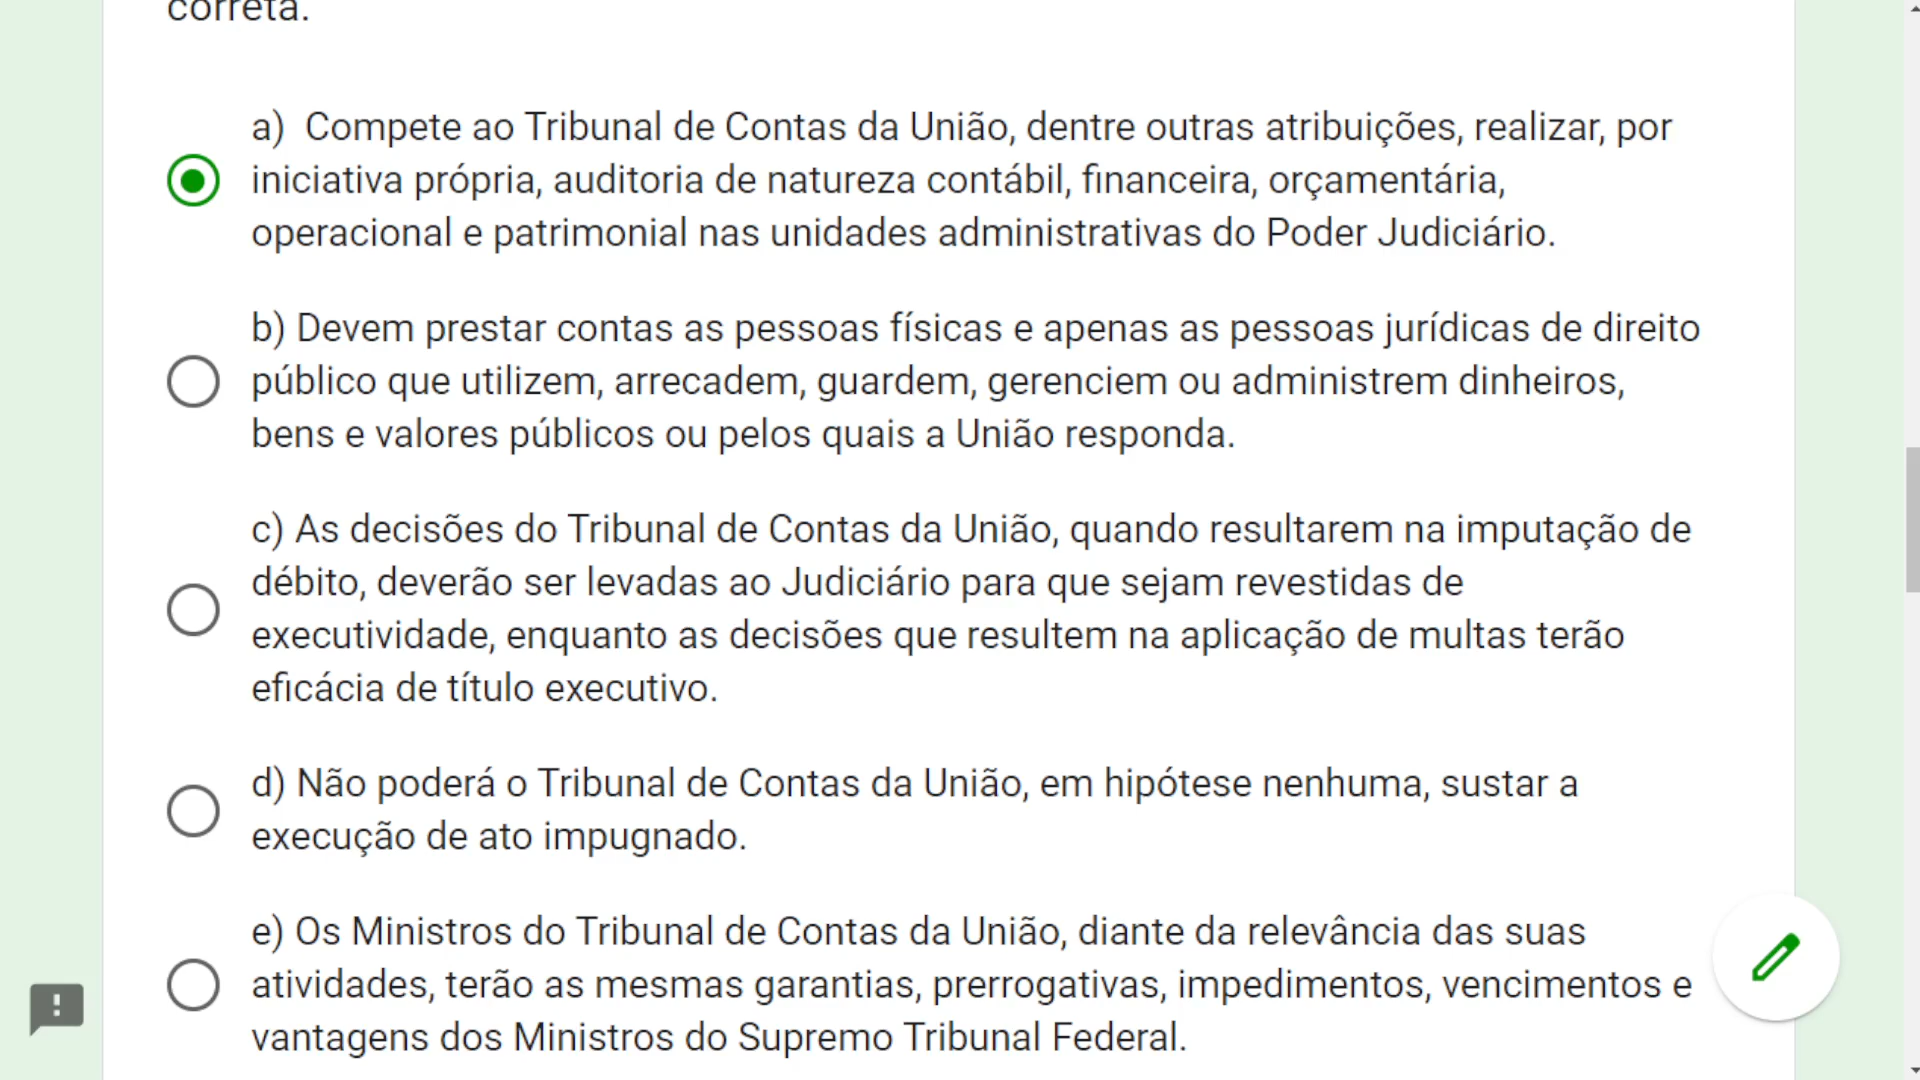 correta.
a) Compete ao Tribunal de Contas da União, dentre outras atribuições, realizar, por
iniciativa própria, auditoria de natureza contábil, financeira, orçamentária,
operacional e patrimonial nas unidades administrativas do Poder Judiciário.
b) Devem prestar contas as pessoas físicas e apenas as pessoas jurídicas de direito
público que utilizem, arrecadem, guardem, gerenciem ou administrem dinheiros,
bens e valores públicos ou pelos quais a União responda.
c) As decisões do Tribunal de Contas da União, quando resultarem na imputação de
débito, deverão ser levadas ao Judiciário para que sejam revestidas de
executividade, enquanto as decisões que resultem na aplicação de multas terão
eficácia de título executivo.
d) Não poderá o Tribunal de Contas da União, em hipótese nenhuma, sustar a
execução de ato impugnado.
e) Os Ministros do Tribunal de Contas da União, diante da relevância das suas
atividades, terão as mesmas garantias, prerrogativas, impedimentos, vencimentos e
vantagens dos Ministros do Supremo Tribunal Federal.